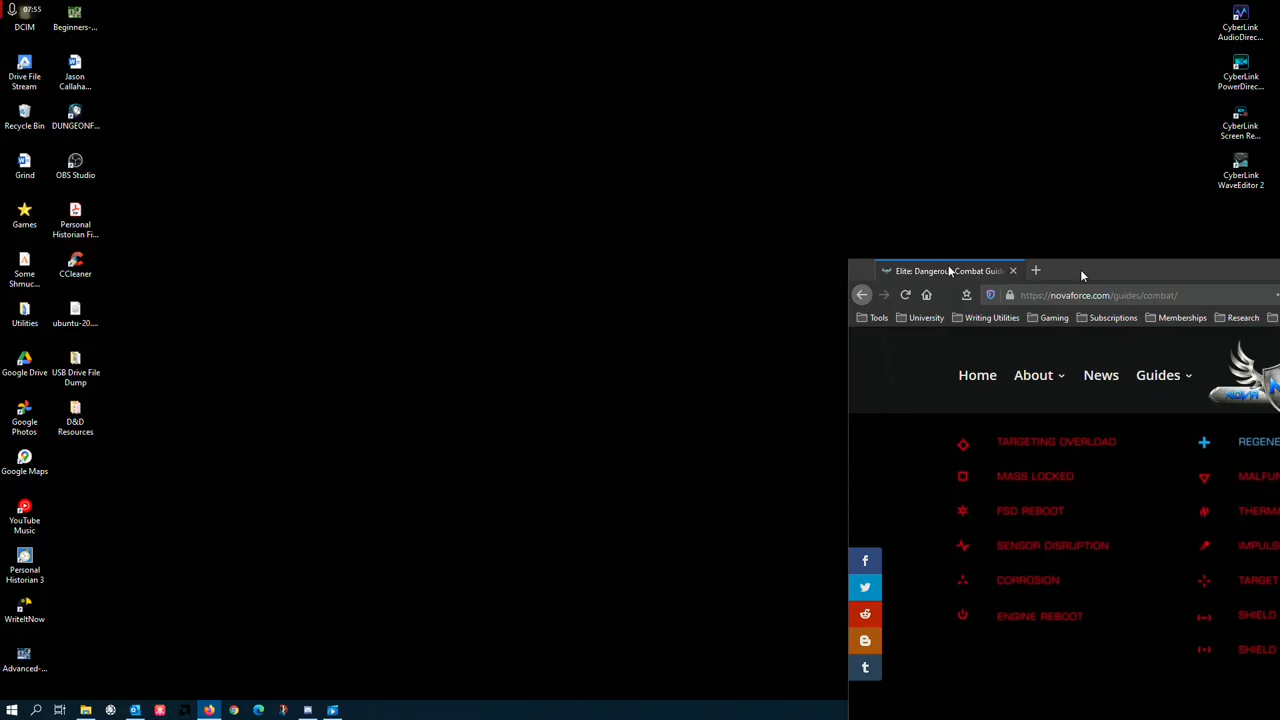 07:55
DCIM
Beginners-...
Drive File
Stream
Jason
Callaha...
Recycle Bin
DUNGEONF...
Grind
OBS Studio
Games
Personal
Historian Fi...
Some
Shmuc...
CCleaner
Utilities
ubuntu-20....
Google Drive
USB Drive File
Dump
Google
Photos
D&D
Resources
Google Maps
YouTube
Music
Personal
Historian 3
WriteItNow
Advanced-...
CyberLink
AudioDirec...
CyberLink
PowerDirec...
CyberLink
Screen Re...
CyberLink
WaveEditor 2
Elite: Dangerou Combat Guid
https://novaforce.com/guides/combat/
Tools University Writing Utilities Gaming Subscriptions Memberships Research
Home About News Guides
NOVA
TARGETING OVERLOAD REGENE
MASS LOCKED MALFUN
FSD REBOOT THERMA
SENSOR DISRUPTION IMPULS
CORROSION TARGET
ENGINE REBOOT SHIELD
SHIELD